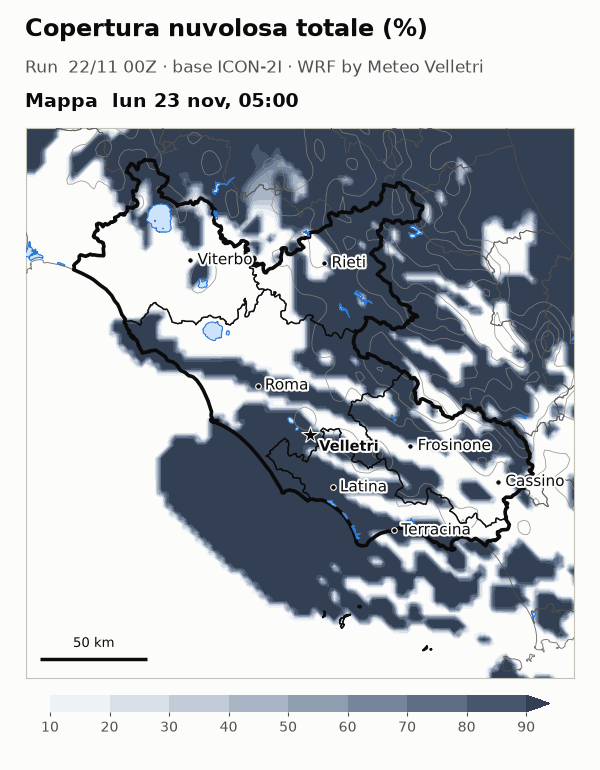 Copertura nuvolosa totale (%)
Run  22/11 00Z · base ICON-2I · WRF by Meteo Velletri
Mappa  lun 23 nov, 05:00
Viterbo
Rieti
Roma
Velletri
Frosinone
Latina
Cassino
Terracina
50 km
10 20 30 40 50 60 70 80 90